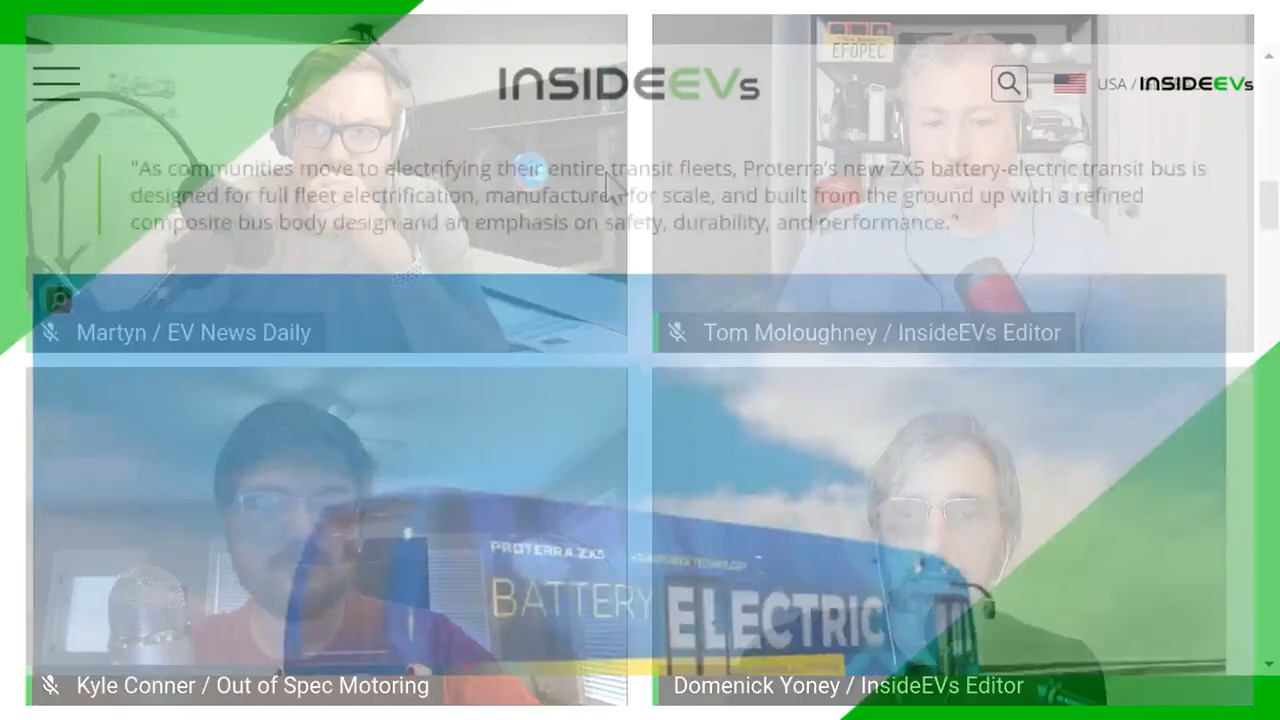 EFOPEC
INSIDEEVs
USA /
INSIDEEVs
"As communities move to electrifying their entire transit fleets, Proterra's new ZX5 battery-electric transit bus is
designed for full fleet electrification, manufactured for scale, and built from the ground up with a refined
composite bus body design and an emphasis on safety, durability, and performance."
Martyn / EV News Daily
Tom Moloughney / InsideEVs Editor
PROTERRA ZX5
TECHNOLOGY
BATTERY
ELECTRIC
Kyle Conner / Out of Spec Motoring
Domenick Yoney / InsideEVs Editor